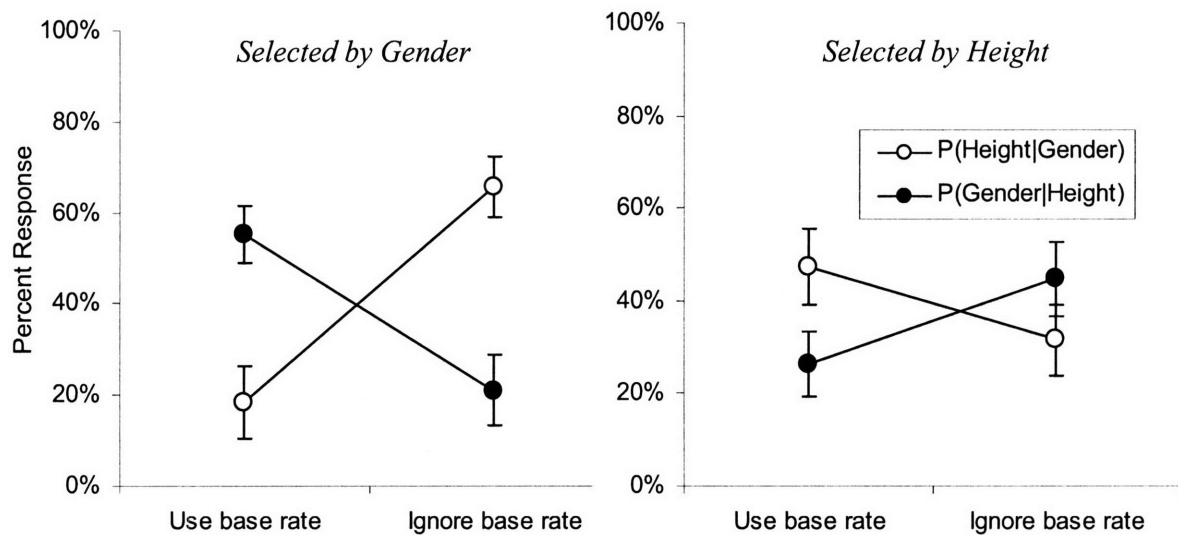 Selected by Gender
Percent Response
100%
80%
60%
40%
20%
0%
Use base rate
Ignore base rate
Selected by Height
P(Height|Gender)
P(Gender|Height)
100%
80%
60%
40%
20%
0%
Use base rate
Ignore base rate